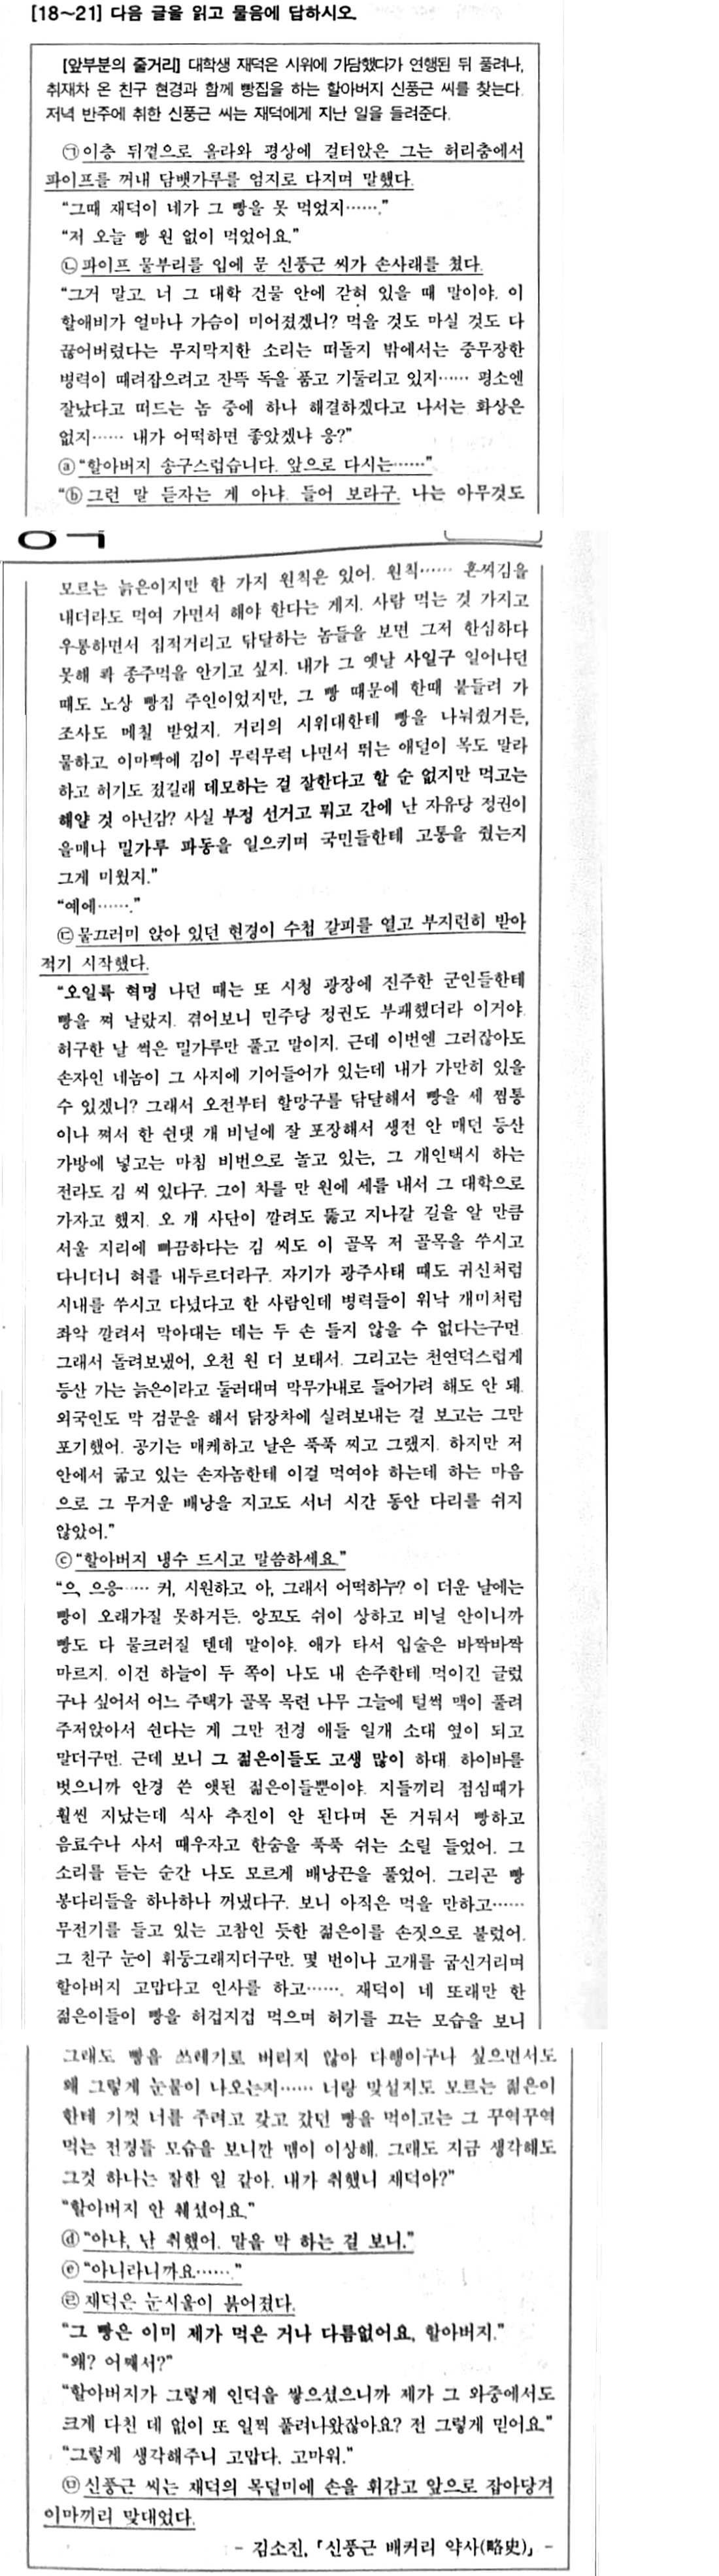 [18~21] 다음 글을 읽고 물음에 답하시오.
[앞부분의 줄거리] 대학생 재덕은 시위에 가담했다가 연행된 뒤 풀려나,
취재차 온 친구 현경과 함께 빵집을 하는 할아버지 신풍근 씨를 찾는다.
저녁 반주에 취한 신풍근 씨는 재덕에게 지난 일을 들려준다.
㉠ 이층 뒤꼍으로 올라와 평상에 걸터앉은 그는 허리춤에서
파이프를 꺼내 담뱃가루를 엄지로 다지며 말했다.
“그때 재덕이 네가 그 빵을 못 먹었지…….”
“저 오늘 빵 원 없이 먹었어요.”
㉡ 파이프 물부리를 입에 문 신풍근 씨가 손사래를 쳤다.
“그거 말고. 너 그 대학 건물 안에 갇혀 있을 때 말이야. 이
할애비가 얼마나 가슴이 미어졌겠니? 먹을 것도 마실 것도 다
끊어버렸다는 무지막지한 소리는 떠돌지 밖에서는 중무장한
병력이 때려잡으려고 잔뜩 독을 품고 기둘리고 있지…… 평소엔
잘났다고 떠드는 놈 중에 하나 해결하겠다고 나서는 화상은
없지…… 내가 어떡하면 좋았겠냐 응?”
ⓐ “할아버지 송구스럽습니다. 앞으로 다시는……”
“ⓑ 그런 말 듣자는 게 아냐. 들어 보라구. 나는 아무것도
모르는 늙은이지만 한 가지 원칙은 있어. 원칙…… 혼쩌김을
내더라도 먹여 가면서 해야 한다는 게지. 사람 먹는 것 가지고
우롱하면서 집적거리고 닦달하는 놈들을 보면 그저 한심하다
못해 콱 종주먹을 안기고 싶지. 내가 그 옛날 사일구 일어나던
때도 노상 빵집 주인이었지만, 그 빵 때문에 한때 붙들려 가
조사도 메칠 받았지. 거리의 시위대한테 빵을 나눠줬거든,
물하고. 이마빡에 김이 무럭무럭 나면서 뛰는 애덜이 목도 말라
하고 허기도 졌길래 데모하는 걸 잘한다고 할 순 없지만 먹고는
해얄 것 아닌감? 사실 부정 선거고 뭐고 간에 난 자유당 정권이
을매나 밀가루 파동을 일으키며 국민들한테 고통을 줬는지
그게 미웠지.”
“예에…….”
㉢ 물끄러미 앉아 있던 현경이 수첩 갈피를 열고 부지런히 받아
적기 시작했다.
“오일륙 혁명 나던 때는 또 시청 광장에 진주한 군인들한테
빵을 쪄 날랐지. 겪어보니 민주당 정권도 부패했더라 이거야.
허구한 날 썩은 밀가루만 풀고 말이지. 근데 이번엔 그러잖아도
손자인 네놈이 그 사지에 기어들어가 있는데 내가 가만히 있을
수 있겠니? 그래서 오전부터 할망구를 닦달해서 빵을 세 찜통
이나 쪄서 한 쉰댓 개 비닐에 잘 포장해서 생전 안 매던 등산
가방에 넣고는 마침 비번으로 놀고 있는, 그 개인택시 하는
전라도 김 씨 있다구. 그이 차를 만 원에 세를 내서 그 대학으로
가자고 했지. 오 개 사단이 깔려도 뚫고 지나갈 길을 알 만큼
서울 지리에 빠끔하다는 김 씨도 이 골목 저 골목을 쑤시고
다니더니 혀를 내두르더라구. 자기가 광주사태 때도 귀신처럼
시내를 쑤시고 다녔다고 한 사람인데 병력들이 워낙 개미처럼
좌악 깔려서 막아대는 데는 두 손 들지 않을 수 없다는구먼.
그래서 돌려보냈어, 오천 원 더 보태서. 그리고는 천연덕스럽게
등산 가는 늙은이라고 둘러대며 막무가내로 들어가려 해도 안 돼.
외국인도 막 검문을 해서 닭장차에 실려보내는 걸 보고는 그만
포기했어. 공기는 매케하고 날은 푹푹 찌고 그랬지. 하지만 저
안에서 굶고 있는 손자놈한테 이걸 먹여야 하는데 하는 마음
으로 그 무거운 배낭을 지고도 서너 시간 동안 다리를 쉬지
않았어.”
ⓒ “할아버지 냉수 드시고 말씀하세요.”
“으, 으응…… 커, 시원하고. 아, 그래서 어떡하누? 이 더운 날에는
빵이 오래가질 못하거든. 앙꼬도 쉬이 상하고 비닐 안이니까
빵도 다 물크러질 텐데 말이야. 애가 타서 입술은 바짝바짝
마르지. 이건 하늘이 두 쪽이 나도 내 손주한테 먹이긴 글렀
구나 싶어서 어느 주택가 골목 목련 나무 그늘에 털썩 맥이 풀려
주저앉아서 쉰다는 게 그만 전경 애들 일개 소대 옆이 되고
말더구먼. 근데 보니 그 젊은이들도 고생 많이 하대. 하이바를
벗으니까 안경 쓴 앳된 젊은이들뿐이야. 지들끼리 점심때가
훨씬 지났는데 식사 추진이 안 된다며 돈 거둬서 빵하고
음료수나 사서 때우자고 한숨을 푹푹 쉬는 소릴 들었어. 그
소리를 듣는 순간 나도 모르게 배낭끈을 풀었어. 그리곤 빵
봉다리들을 하나하나 꺼냈다구. 보니 아직은 먹을 만하고……
무전기를 들고 있는 고참인 듯한 젊은이를 손짓으로 불렀어.
그 친구 눈이 휘둥그래지더구만. 몇 번이나 고개를 굽신거리며
할아버지 고맙다고 인사를 하고……. 재덕이 네 또래만 한
젊은이들이 빵을 허겁지겁 먹으며 허기를 끄는 모습을 보니
그래도 빵을 쓰레기로 버리지 않아 다행이구나 싶으면서도
왜 그렇게 눈물이 나오는지…… 너랑 맞설지도 모르는 젊은이
한테 기껏 너를 주려고 갖고 갔던 빵을 먹이고는 그 꾸역꾸역
먹는 전경들 모습을 보니깐 맴이 이상해. 그래도 지금 생각해도
그것 하나는 잘한 일 같아. 내가 취했니 재덕아?”
“할아버지 안 췌셨어요.”
ⓓ “아냐, 난 취했어. 말을 막 하는 걸 보니.”
ⓔ “아니라니까요…….”
㉣ 재덕은 눈시울이 붉어졌다.
“그 빵은 이미 제가 먹은 거나 다름없어요, 할아버지.”
“왜? 어째서?”
“할아버지가 그렇게 인덕을 쌓으셨으니까 제가 그 와중에서도
크게 다친 데 없이 또 일찍 풀려나왔잖아요? 전 그렇게 믿어요.”
“그렇게 생각해주니 고맙다. 고마워.”
㉤ 신풍근 씨는 재덕의 목덜미에 손을 휘감고 앞으로 잡아당겨
이마끼리 맞대었다.
- 김소진, 「신풍근 배커리 약사(略史)」 -